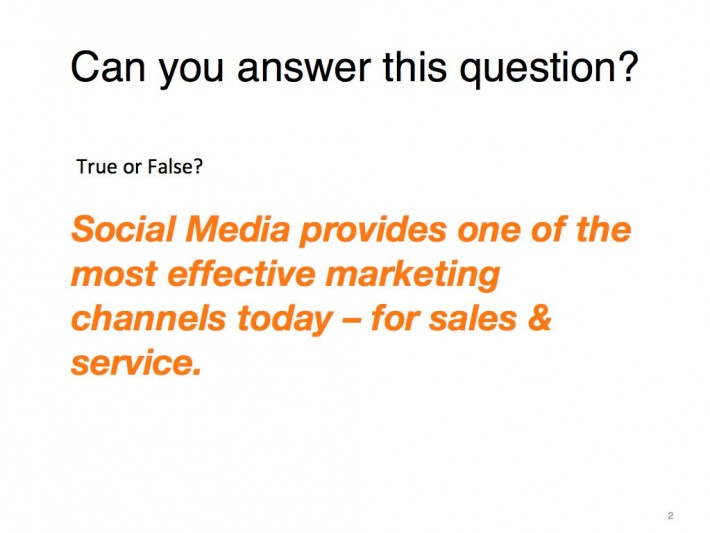 Can you answer this question?
True or False?
Social Media provides one of the
most effective marketing
channels today – for sales &
service.
2